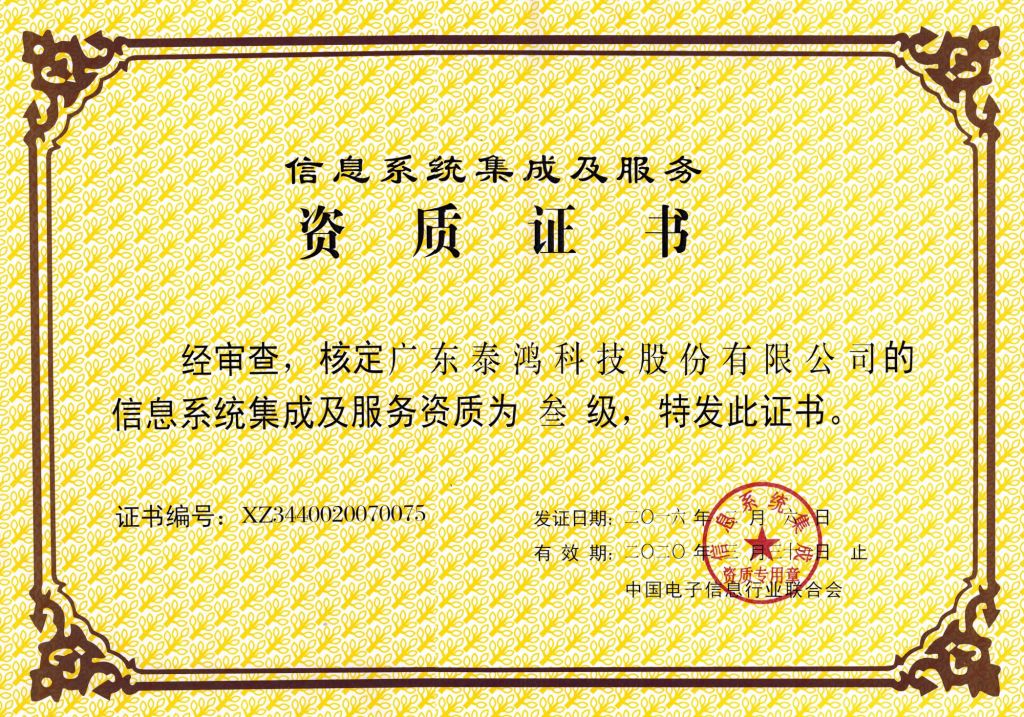 信息系统集成及服务
资质证书
经审查，核定广东泰鸿科技股份有限公司的
信息系统集成及服务资质为 叁 级，特发此证书。
证书编号：XZ3440020070075
发证日期：二〇一六年 月 六 日
有 效 期：二〇二〇年 三 月 三十一 日 止
中国电子信息行业联合会
信息系统集成
资质专用章